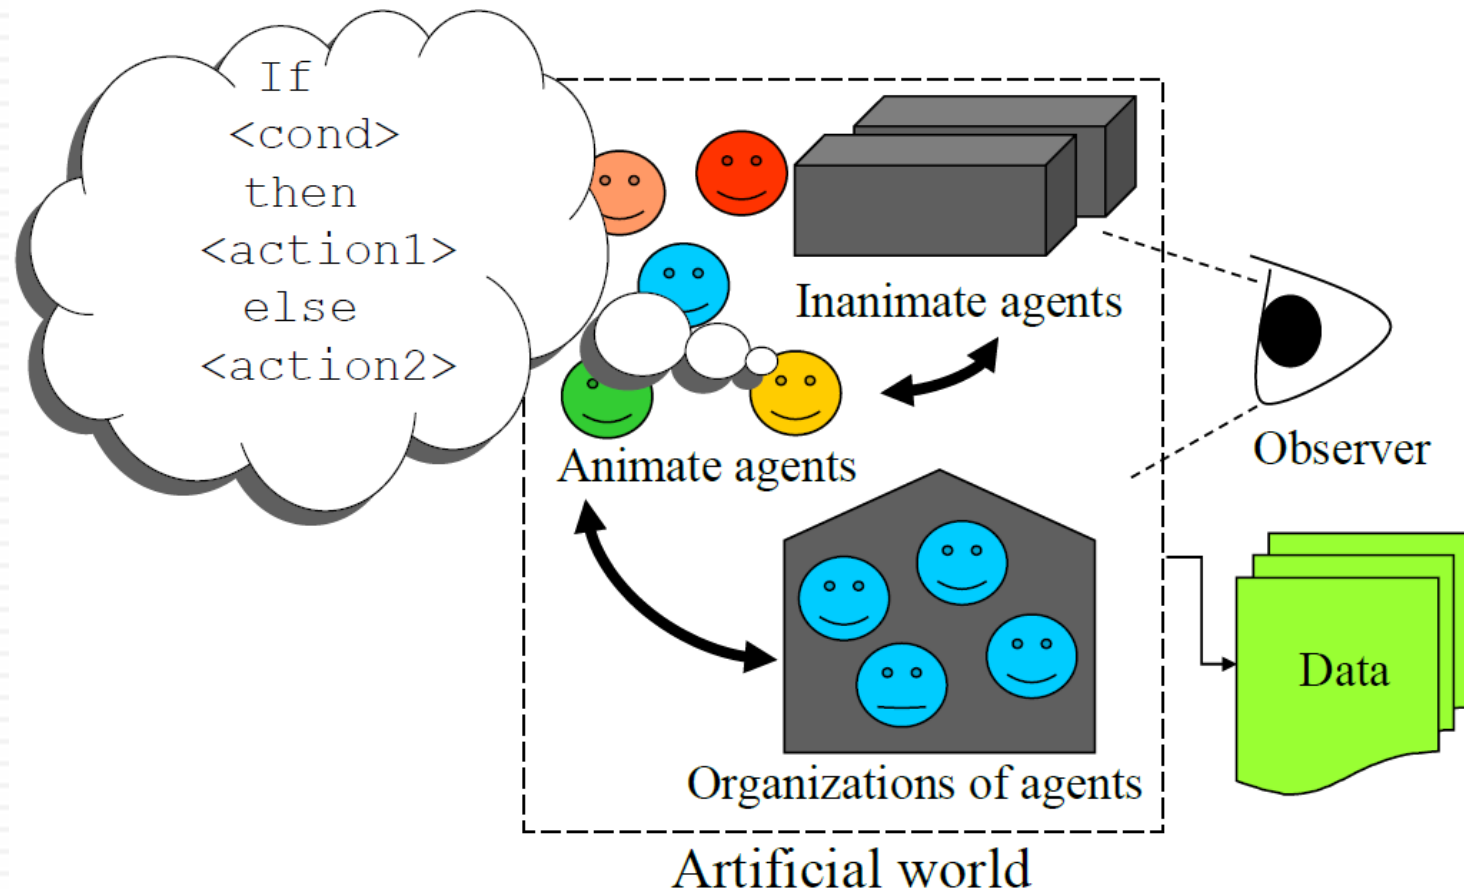 If
<cond>
then
<action1>
else
<action2>
Inanimate agents
Animate agents
Observer
Data
Organizations of agents
Artificial world